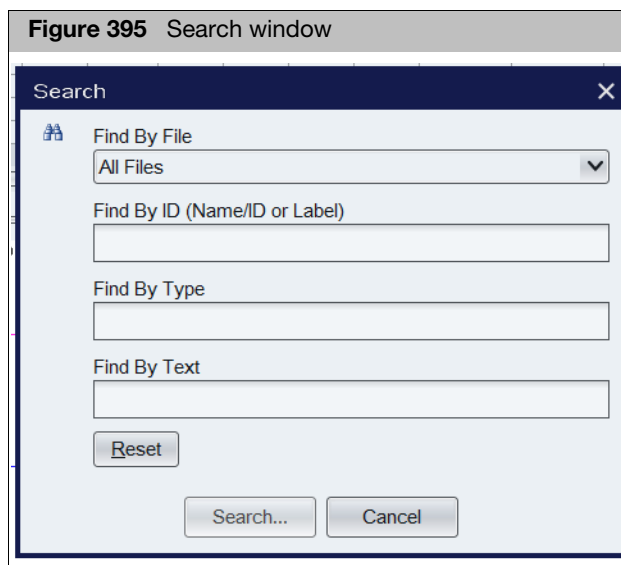 Figure 395 Search window
Search
Find By File
All Files
Find By ID (Name/ID or Label)
Find By Type
Find By Text
Reset
Search... Cancel